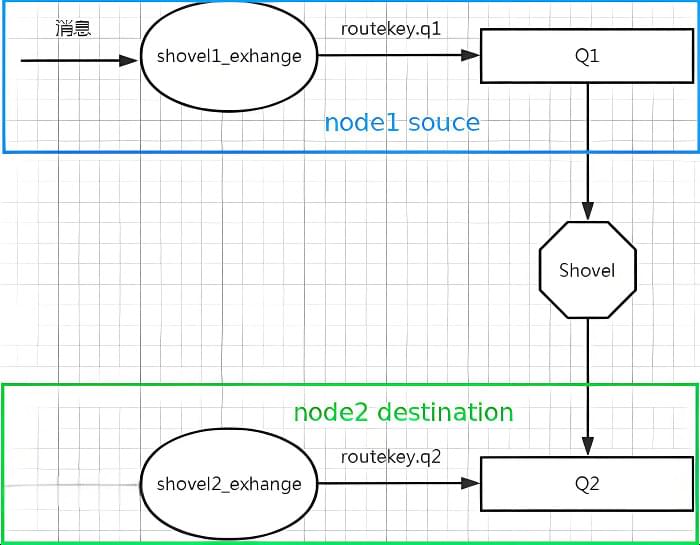 消息
routekey.q1
shovel1_exhange
Q1
node1 souce
Shovel
node2 destination
routekey.q2
shovel2_exhange
Q2